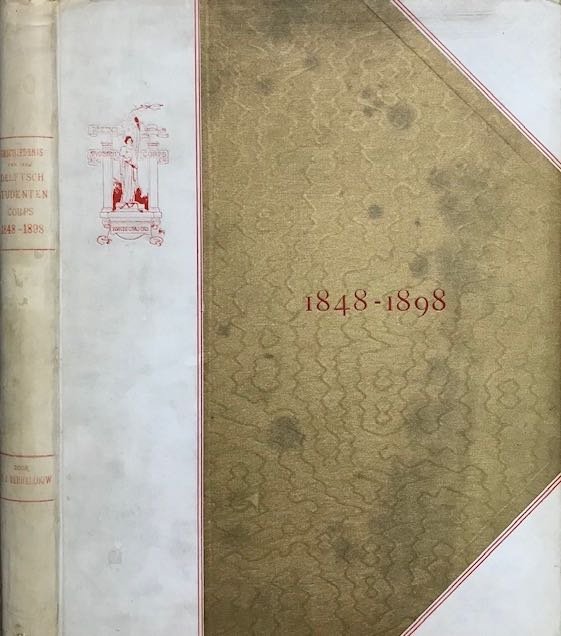 GESCHIEDENIS
VAN HET
DELFTSCH
STUDENTEN
CORPS
1848-1898
DOOR
1848-1898